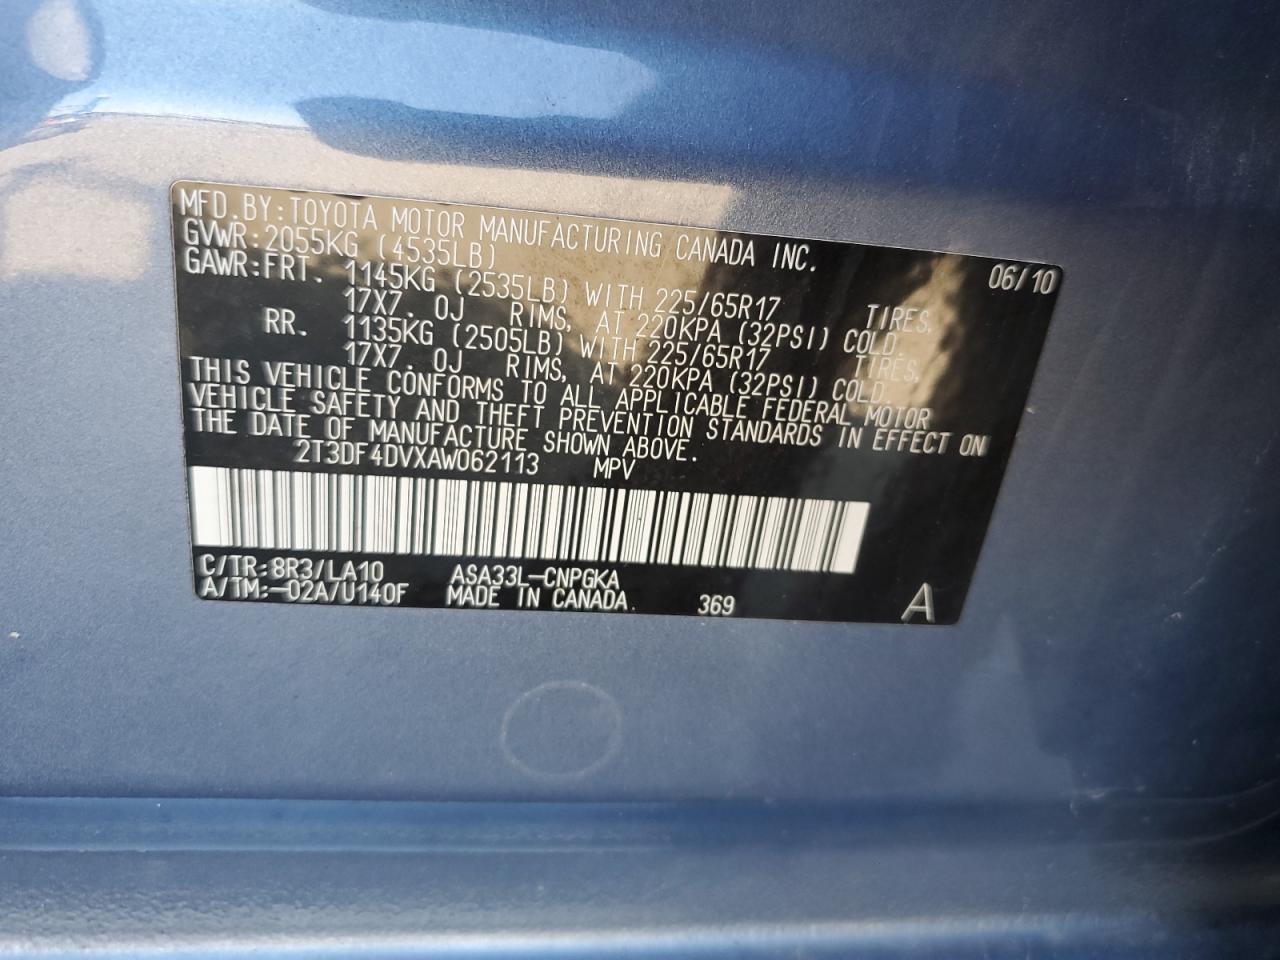 MFD.BY:TOYOTA MOTOR MANUFACTURING CANADA INC.
GVWR:2055KG (4535LB) 06/10
GAWR:FRT. 1145KG (2535LB) WITH 225/65R17 TIRES,
17X7.0J RIMS, AT 220KPA (32PSI) COLD.
RR. 1135KG (2505LB) WITH 225/65R17 TIRES,
17X7.0J RIMS, AT 220KPA (32PSI) COLD.
THIS VEHICLE CONFORMS TO ALL APPLICABLE FEDERAL MOTOR
VEHICLE SAFETY AND THEFT PREVENTION STANDARDS IN EFFECT ON
THE DATE OF MANUFACTURE SHOWN ABOVE.
2T3DF4DVXAW062113 MPV
C/TR:8R3/LA10 ASA33L-CNPGKA
A/TM:-02A/U140F MADE IN CANADA. 369 A